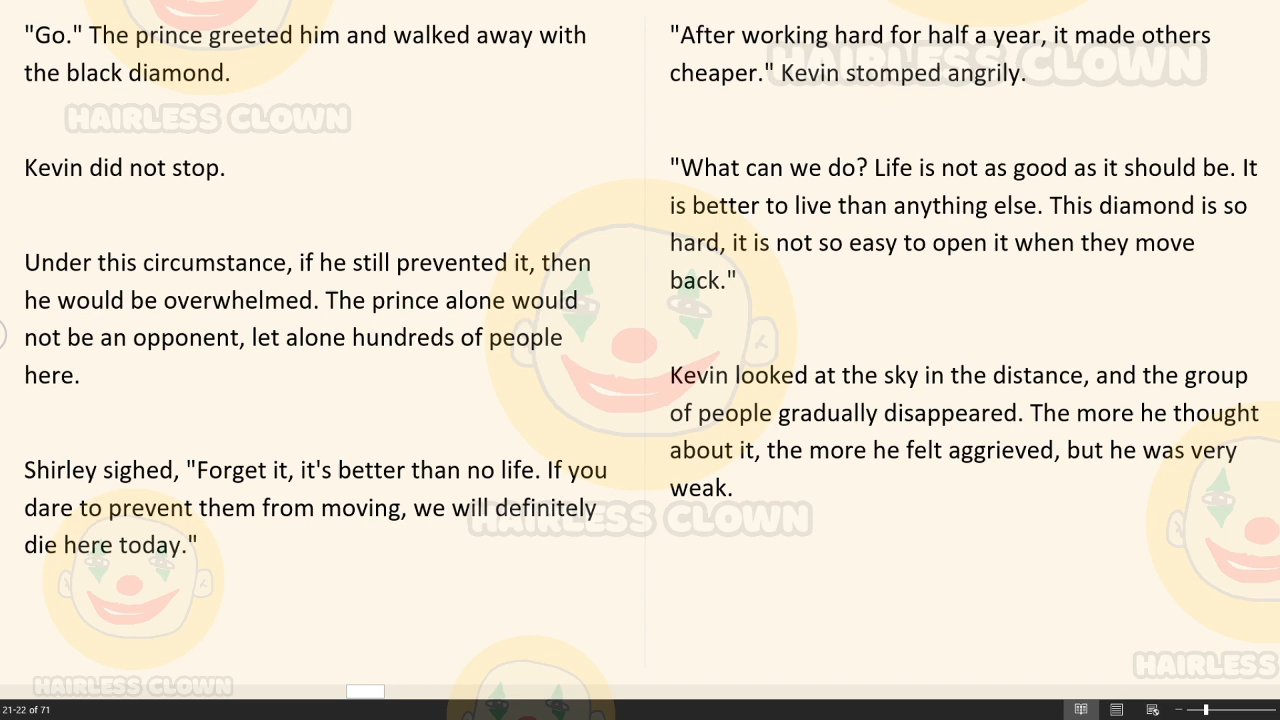 "Go." The prince greeted him and walked away with
the black diamond.
HAIRLESS CLOWN
Kevin did not stop.
Under this circumstance, if he still prevented it, then
he would be overwhelmed. The prince alone would
not be an opponent, let alone hundreds of people
here.
Shirley sighed, "Forget it, it's better than no life. If you
dare to prevent them from moving, we will definitely
die here today."
HAIRLESS CLOWN
"After working hard for half a year, it made others
cheaper." Kevin stomped angrily.
HAIRLESS CLOWN
"What can we do? Life is not as good as it should be. It
is better to live than anything else. This diamond is so
hard, it is not so easy to open it when they move
back."
Kevin looked at the sky in the distance, and the group
of people gradually disappeared. The more he thought
about it, the more he felt aggrieved, but he was very
weak.
HAIRLESS CLOWN
HAIRLESS
21-22 of 71